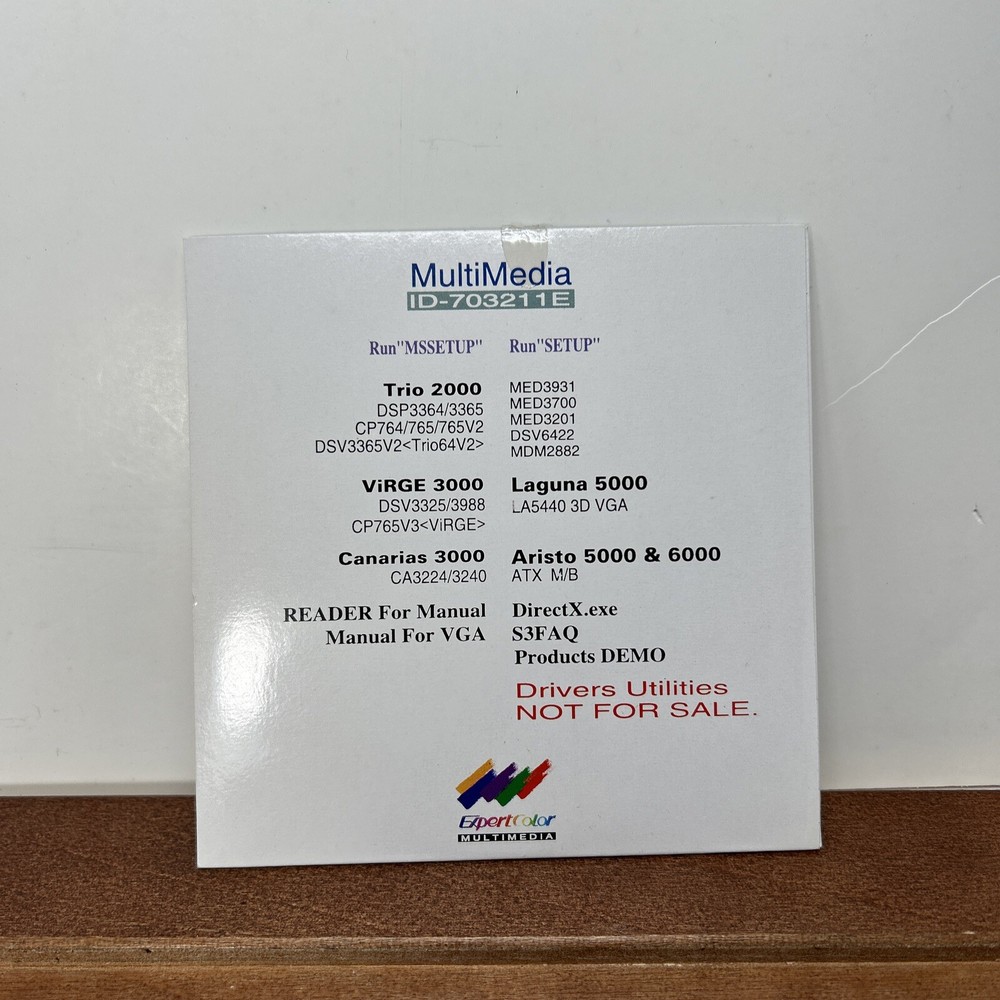 MultiMedia
ID-703211E
Run"MSSETUP"
Trio 2000
DSP3364/3365
CP764/765/765V2
DSV3365V2<Trio64V2>
ViRGE 3000
DSV3325/3988
CP765V3<ViRGE>
Canarias 3000
CA3224/3240
READER For Manual
Manual For VGA
Run"SETUP"
MED3931
MED3700
MED3201
DSV6422
MDM2882
Laguna 5000
LA5440 3D VGA
Aristo 5000 & 6000
ATX M/B
DirectX.exe
S3FAQ
Products DEMO
Drivers Utilities
NOT FOR SALE.
ExpertColor
MULTIMEDIA